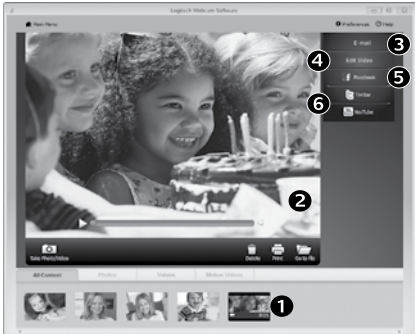 Logitech Webcam Software
Main Menu
Preferences
Help
3
E-mail
4
Edit Video
5
Facebook
6
Twitter
YouTube
2
Take Photo/Video
Delete
Print
Go to file
All Content
Photos
Videos
Motion Videos
1